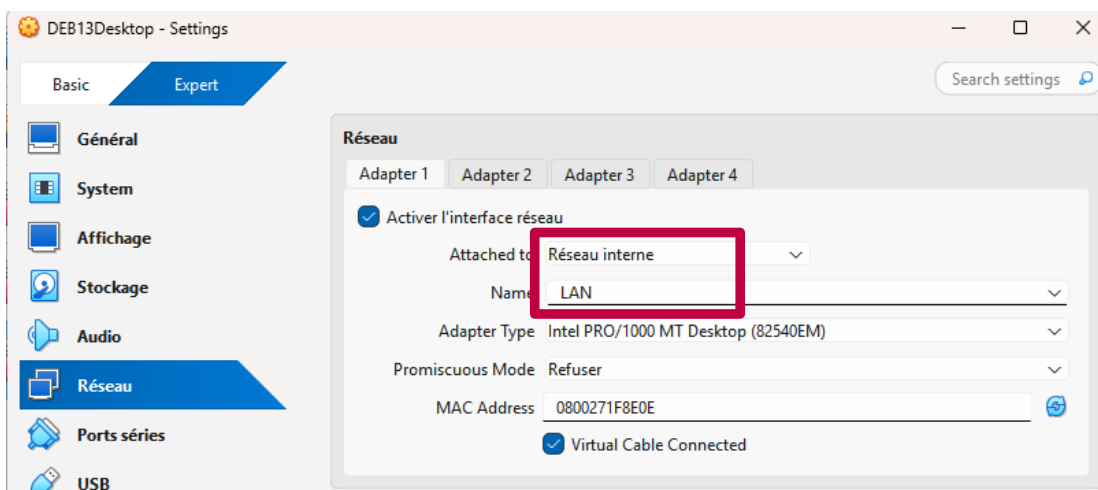 DEB13Desktop - Settings
Basic
Expert
Search settings
Général
System
Affichage
Stockage
Audio
Réseau
Ports séries
USB
Réseau
Adapter 1
Adapter 2
Adapter 3
Adapter 4
Activer l'interface réseau
Attached to Réseau interne
Name LAN
Adapter Type Intel PRO/1000 MT Desktop (82540EM)
Promiscuous Mode Refuser
MAC Address 0800271F8E0E
Virtual Cable Connected